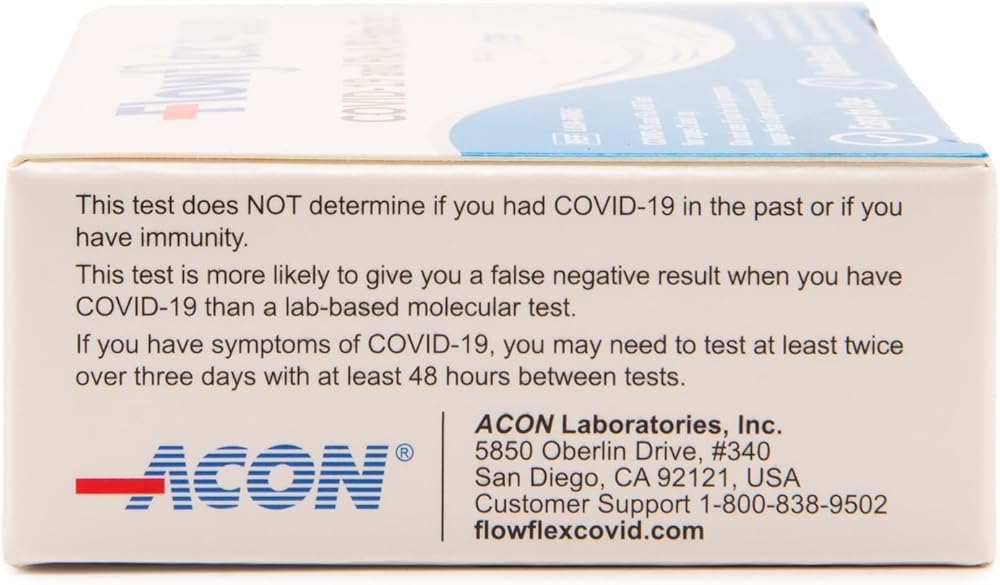 Flowflex
COVID-19
This test does NOT determine if you had COVID-19 in the past or if you
have immunity.
This test is more likely to give you a false negative result when you have
COVID-19 than a lab-based molecular test.
If you have symptoms of COVID-19, you may need to test at least twice
over three days with at least 48 hours between tests.
ACON®
ACON Laboratories, Inc.
5850 Oberlin Drive, #340
San Diego, CA 92121, USA
Customer Support 1-800-838-9502
flowflexcovid.com